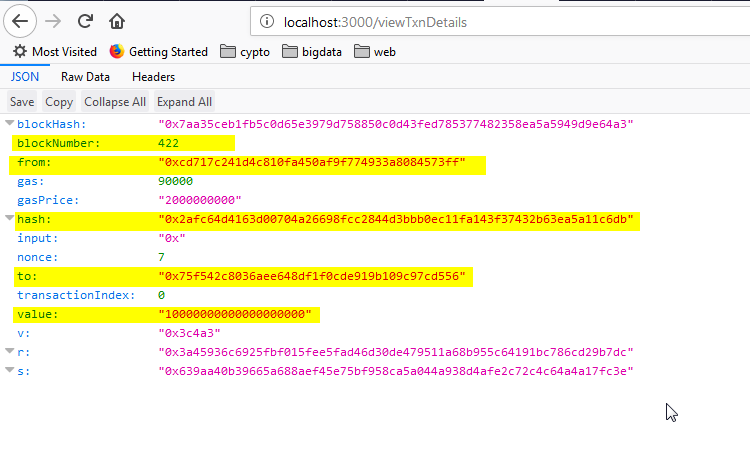 localhost:3000/viewTxnDetails
Most Visited Getting Started cypto bigdata web
JSON Raw Data Headers
Save Copy Collapse All Expand All
blockHash: "0x7aa35ceb1fb5c0d65e3979d758850c0d43fed785377482358ea5a5949d9e64a3"
blockNumber: 422
from: "0xcd717c241d4c810fa450af9f774933a8084573ff"
gas: 90000
gasPrice: "2000000000"
hash: "0x2afc64d4163d00704a26698fcc2844d3bbb0ec11fa143f37432b63ea5a11c6db"
input: "0x"
nonce: 7
to: "0x75f542c8036aee648df1f0cde919b109c97cd556"
transactionIndex: 0
value: "10000000000000000000"
v: "0x3c4a3"
r: "0x3a45936c6925fbf015fee5fad46d30de479511a68b955c64191bc786cd29b7dc"
s: "0x639aa40b39665a688aef45e75bf958ca5a044a938d4afe2c72c4c64a4a17fc3e"